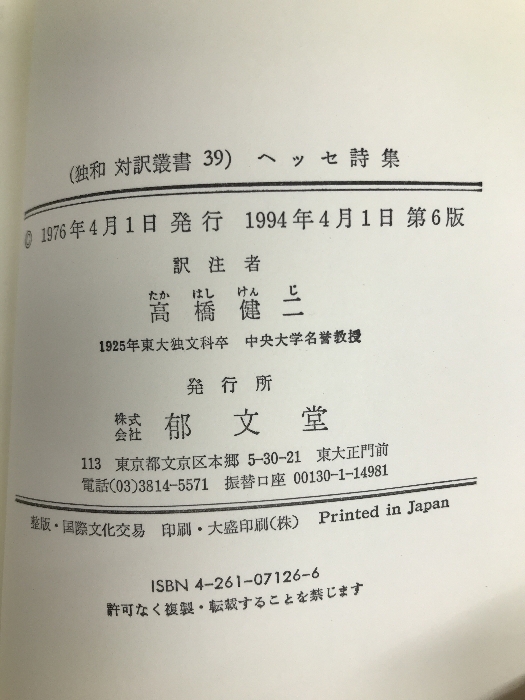 (独和 対訳叢書 39) ヘッセ詩集
© 1976年4月1日 発行 1994年4月1日 第6版
訳注者
たか はし けん じ
高橋健二
1925年東大独文科卒 中央大学名誉教授
発行所
株式会社 郁文堂
113 東京都文京区本郷 5-30-21 東大正門前
電話(03)3814-5571 振替口座 00130-1-14981
整版・国際文化交易 印刷・大盛印刷(株) Printed in Japan
ISBN 4-261-07126-6
許可なく複製・転載することを禁じます